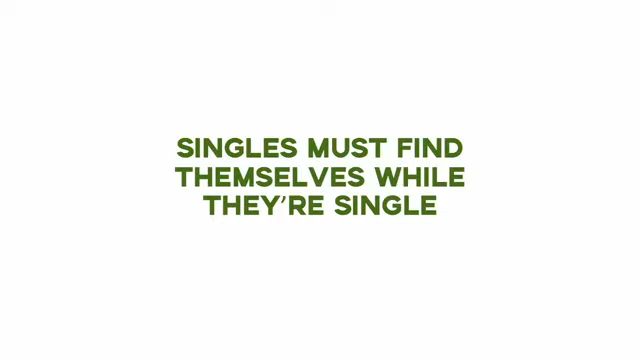 SINGLES MUST FIND
THEMSELVES WHILE
THEY'RE SINGLE